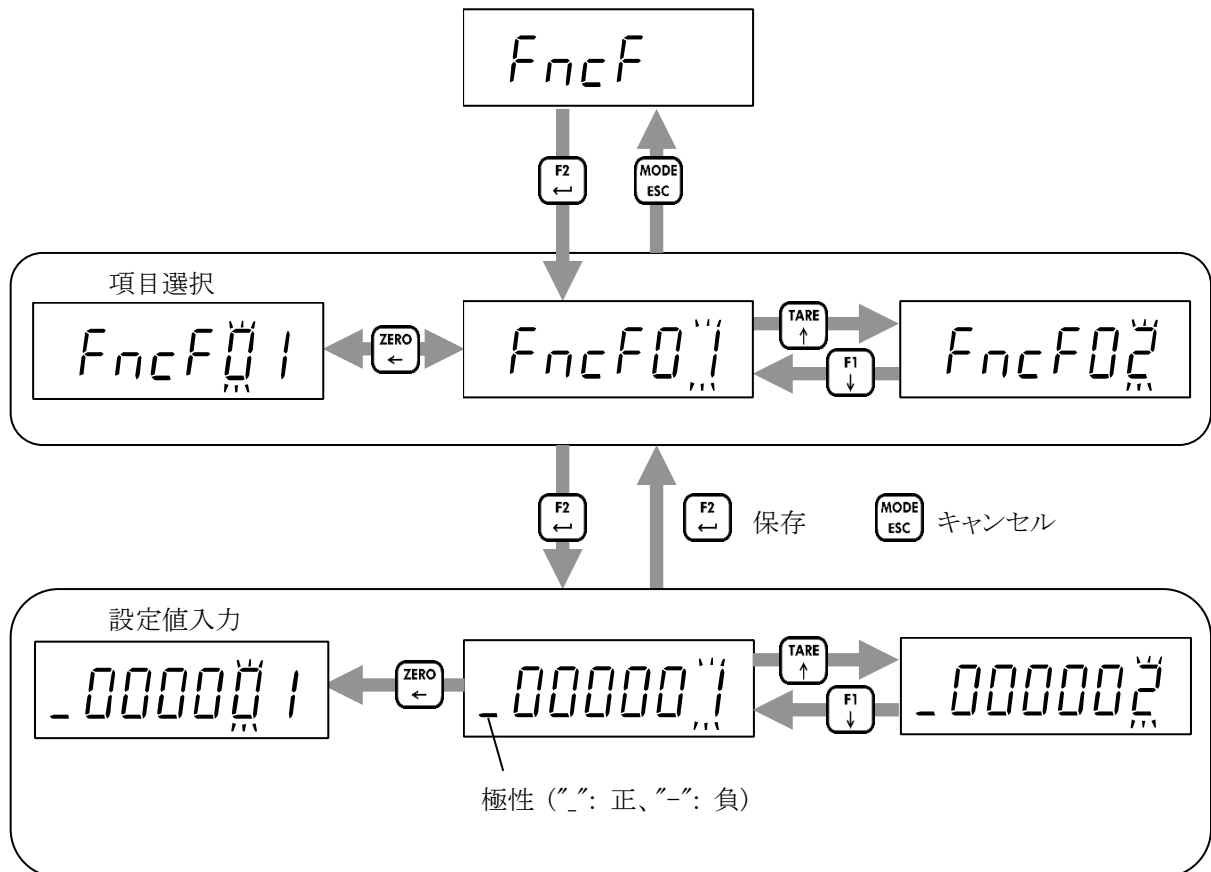 FncF
F2
←
MODE
ESC
項目選択
FncF01
ZERO
←
FncF01
TARE
↑
F1
↓
FncF02
F2
←
F2
←
保存
MODE
ESC
キャンセル
設定値入力
_000001
ZERO
←
_000001
TARE
↑
F1
↓
_000002
極性 ("_": 正、"-": 負)